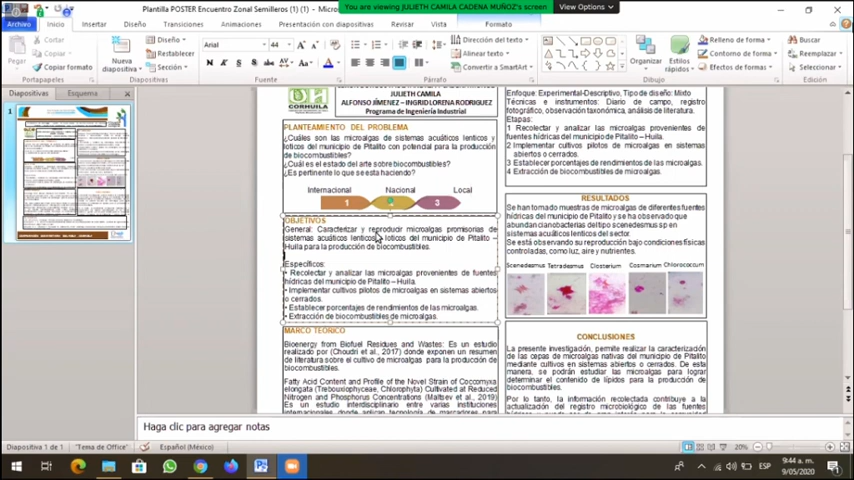 Plantilla POSTER Encuentro Zonal Semilleros (1) (1) - Micros
You are viewing JULIETH CAMILA CADENA MUÑOZ's screen
View Options
Archivo
Inicio
Insertar
Diseño
Transiciones
Animaciones
Presentación con diapositivas
Revisar
Vista
Formato
Pegar
Cortar
Copiar
Copiar formato
Portapapeles
Nueva diapositiva
Diseño
Restablecer
Sección
Diapositivas
Arial
44
Fuente
Párrafo
Dirección del texto
Alinear texto
Convertir a SmartArt
Organizar
Estilos rápidos
Relleno de forma
Contorno de forma
Efectos de formas
Dibujo
Buscar
Reemplazar
Seleccionar
Edición
Diapositivas
Esquema
1
CORHUILA
JULIETH CAMILA
ALFONSO JIMÉNEZ - INGRID LORENA RODRIGUEZ
Programa de Ingeniería Industrial
PLANTEAMIENTO DEL PROBLEMA
¿Cuáles son las microalgas de sistemas acuáticos lenticos y
loticos del municipio de Pitalito con potencial para la producción
de biocombustibles?
¿Cuál es el estado del arte sobre biocombustibles?
¿Es pertinente lo que se esta haciendo?
Internacional
Nacional
Local
1
3
OBJETIVOS
General: Caracterizar y reproducir microalgas promisorias de
sistemas acuáticos lenticos y loticos del municipio de Pitalito –
Huila para la producción de biocombustibles.
Específicos:
- Recolectar y analizar las microalgas provenientes de fuentes
hídricas del municipio de Pitalito – Huila.
- Implementar cultivos pilotos de microalgas en sistemas abiertos
o cerrados.
- Establecer porcentajes de rendimientos de las microalgas.
- Extracción de biocombustibles de microalgas.
MARCO TEORICO
Bioenergy from Biofuel Residues and Wastes: Es un estudio
realizado por (Choudri et al., 2017) donde exponen un resumen
de literatura sobre el cultivo de microalgas para la producción de
biocombustibles.
Fatty Acid Content and Profile of the Novel Strain of Coccomyxa
elongata (Trebouxiophyceae, Chlorophyta) Cultivated at Reduced
Nitrogen and Phosphorus Concentrations (Maltsev et al., 2019)
Es un estudio interdisciplinario entre varias instituciones
internacionales donde aplican tecnología de marcadores para
Enfoque: Experimental-Descriptivo, Tipo de diseño: Mixto
Técnicas e instrumentos: Diario de campo, registro
fotográfico, observación taxonómica, análisis de literatura.
Etapas:
1 Recolectar y analizar las microalgas provenientes de
fuentes hídricas del municipio de Pitalito – Huila.
2 Implementar cultivos pilotos de microalgas en sistemas
abiertos o cerrados.
3 Establecer porcentajes de rendimientos de las microalgas.
4 Extracción de biocombustibles de microalgas.
RESULTADOS
Se han tomado muestras de microalgas de diferentes fuentes
hídricas del municipio de Pitalito y se ha observado que
abundan cianobacterias del tipo scenedesmus sp en
sistemas acuáticos lenticos del sector.
Se está observando su reproducción bajo condiciones físicas
controladas, como luz, aire y nutrientes.
Scenedesmus
Tetradesmus
Closterium
Cosmarium
Chlorococcum
CONCLUSIONES
La presente investigación, permite realizar la caracterización
de las cepas de microalgas nativas del municipio de Pitalito
mediante cultivos en sistemas abiertos o cerrados. De esta
manera, se podrán estudiar las microalgas para lograr
determinar el contenido de lípidos para la producción de
biocombustibles.
Por lo tanto, la información recolectada contribuye a la
actualización del registro microbiológico de las fuentes
Haga clic para agregar notas
Diapositiva 1 de 1
"Tema de Office"
Español (México)
20%
ESP
9:44 a. m.
9/05/2020